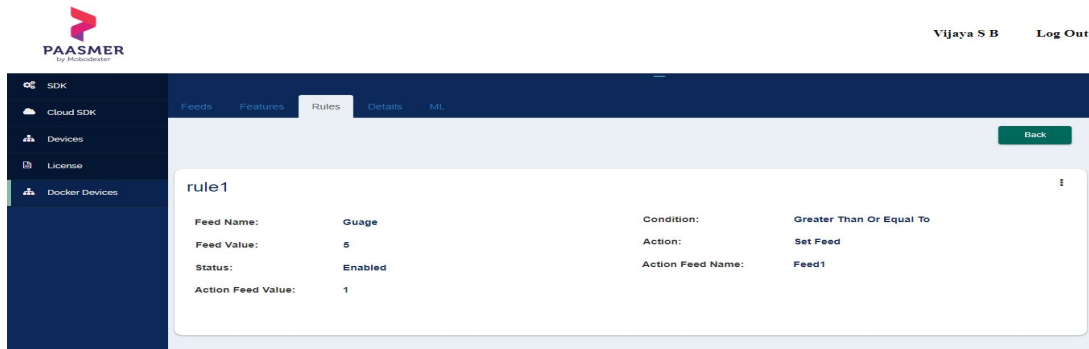 PAASMER
by Mobodexter
Vijaya S B
Log Out
SDK
Cloud SDK
Devices
License
Docker Devices
Feeds
Features
Rules
Details
ML
Back
rule1
Feed Name: Guage
Feed Value: 5
Status: Enabled
Action Feed Value: 1
Condition: Greater Than Or Equal To
Action: Set Feed
Action Feed Name: Feed1